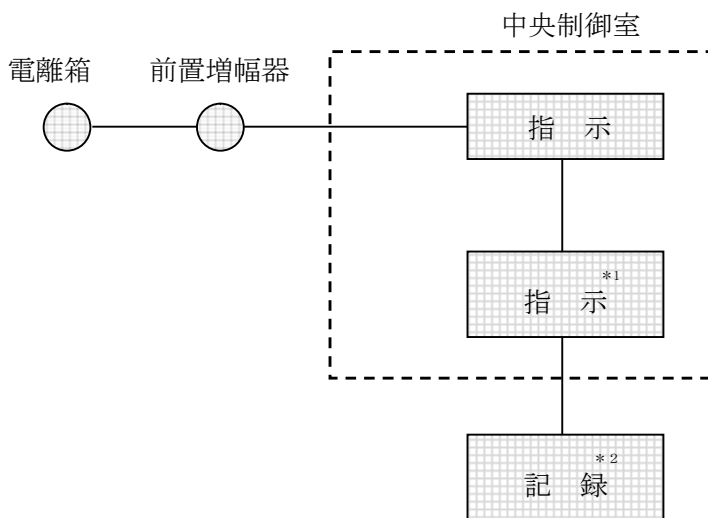 中央制御室
電離箱
前置増幅器
指 示
指 示*1
記 録*2